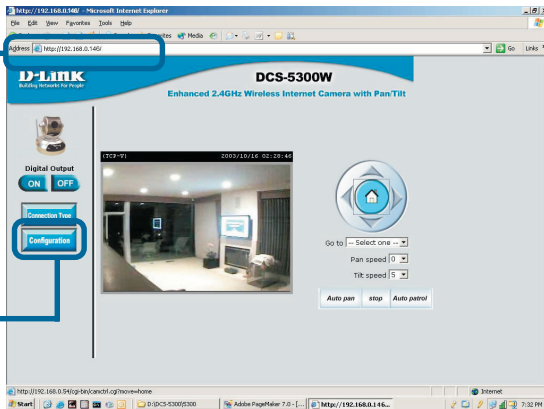 http://192.168.0.146/ - Microsoft Internet Explorer
File Edit View Favorites Tools Help
Favorites Media
Address http://192.168.0.146/
Go Links
D-Link
Building Networks for People
DCS-5300W
Enhanced 2.4GHz Wireless Internet Camera with Pan/Tilt
Digital Output
ON OFF
Connection Type
Configuration
(TCP-V) 2003/10/16 02:28:46
Go to -- Select one --
Pan speed 0
Tilt speed 5
Auto pan stop Auto patrol
http://192.168.0.54/cgi-bin/camctrl.cgi?move=home
Internet
Start
D:\DCS-5300\5300
Adobe PageMaker 7.0 - [...
http://192.168.0.146...
7:32 PM